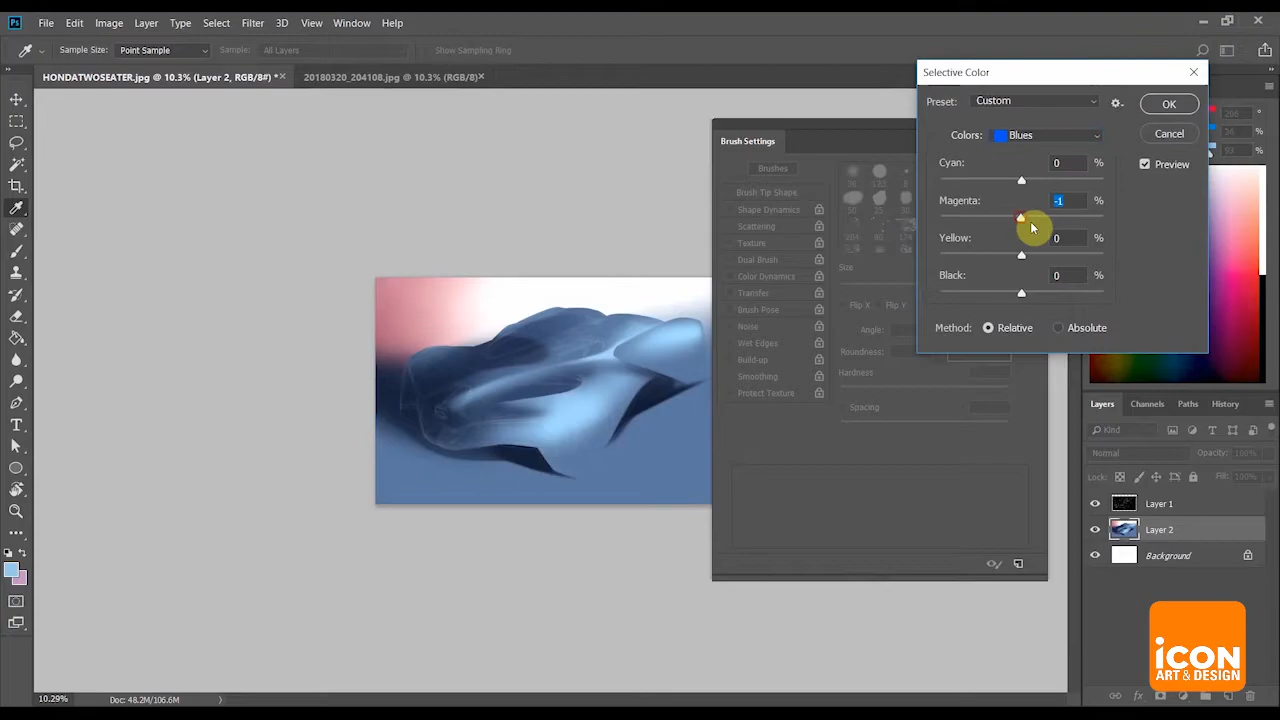 Ps File Edit Image Layer Type Select Filter 3D View Window Help
Sample Size: Point Sample Sample: All Layers Show Sampling Ring
HONDATWOSEATER.jpg @ 10.3% (Layer 2, RGB/8#) * 20180320_204108.jpg @ 10.3% (RGB/8)
Selective Color
Preset: Custom
OK
Colors: Blues
Cancel
Cyan: 0 %
Preview
Magenta: -1 %
Yellow: 0 %
Black: 0 %
Method: Relative Absolute
Brush Settings
Brushes
Brush Tip Shape
Shape Dynamics
Scattering
Texture
Dual Brush
Color Dynamics
Transfer
Brush Pose
Noise
Wet Edges
Build-up
Smoothing
Protect Texture
Size
Flip X Flip Y
Angle:
Roundness:
Hardness
Spacing
Layers Channels Paths History
Kind
Normal Opacity: 100%
Lock: Fill: 100%
Layer 1
Layer 2
Background
iCON
ART & DESIGN
10.29% Doc: 48.2M/106.6M